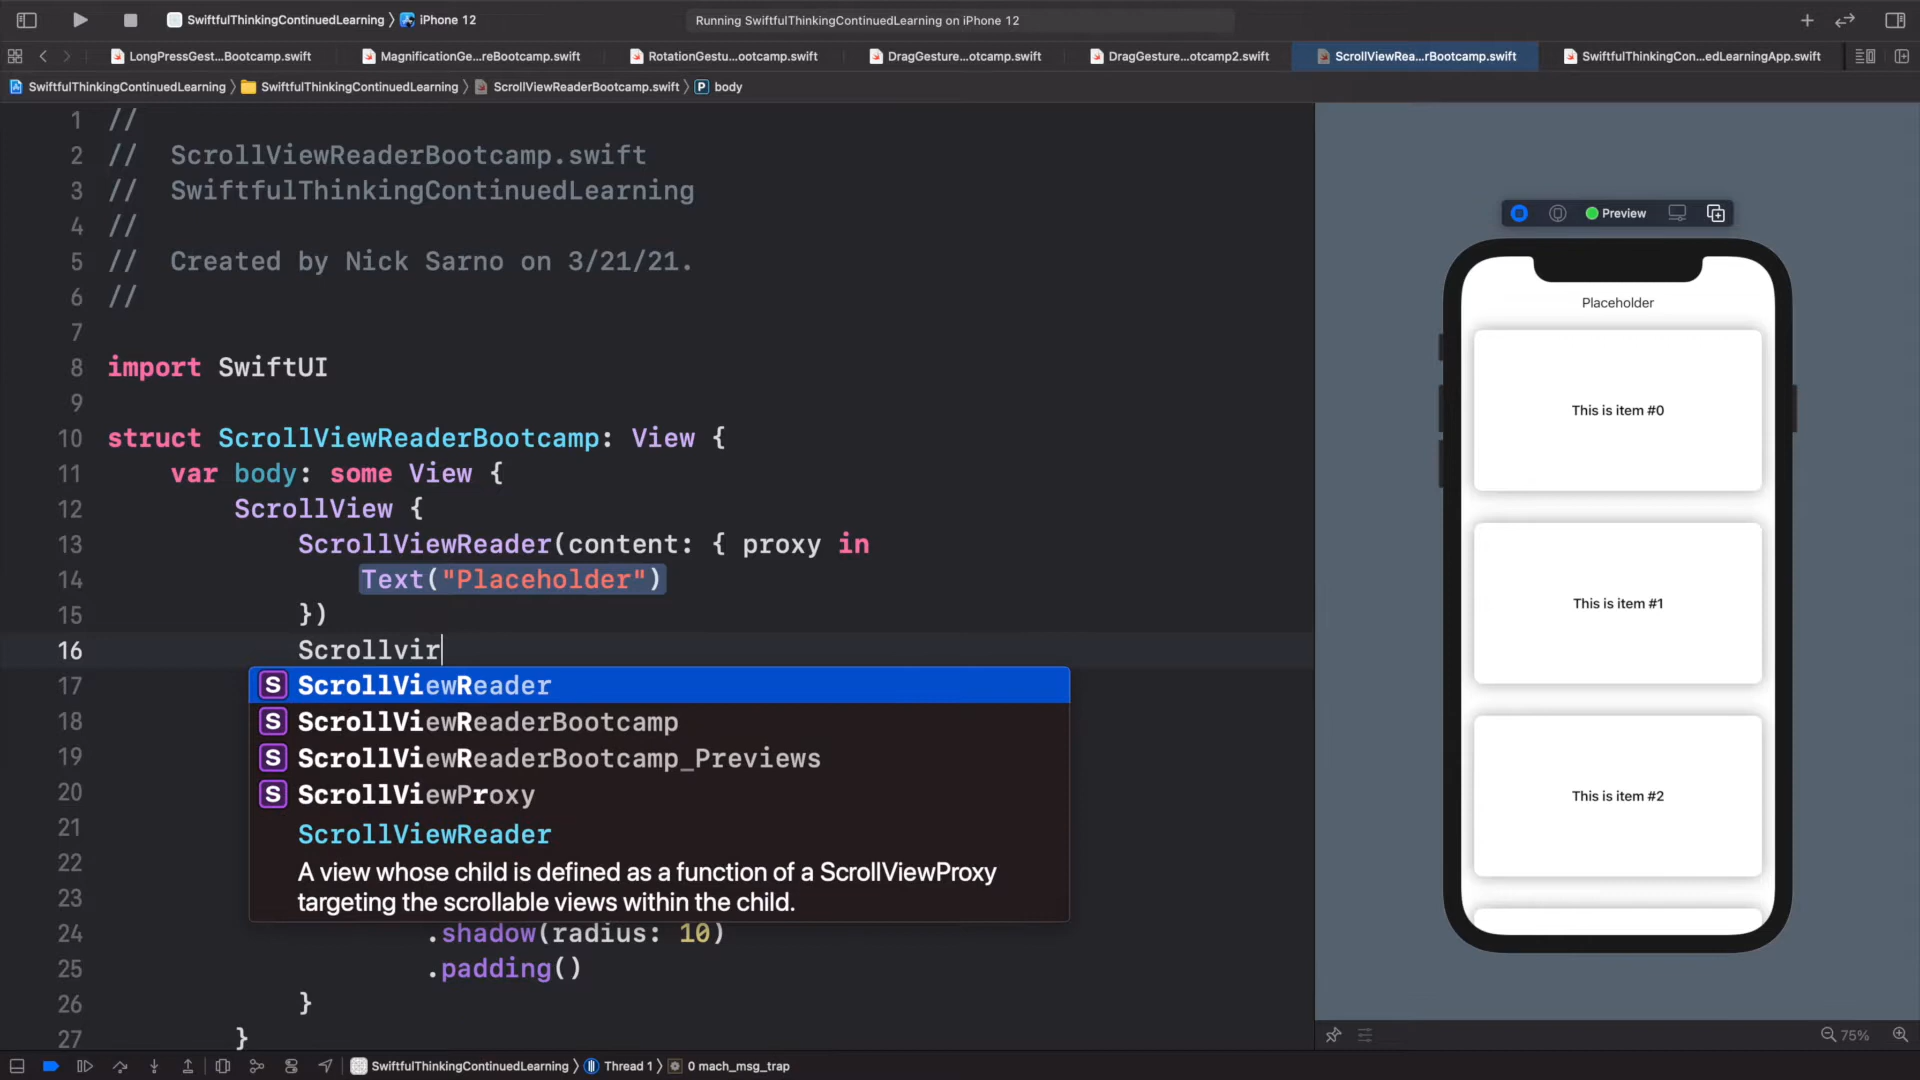 SwiftfulThinkingContinuedLearning iPhone 12
Running SwiftfulThinkingContinuedLearning on iPhone 12
LongPressGest...Bootcamp.swift MagnificationGe...reBootcamp.swift RotationGestu...ootcamp.swift DragGesture...otcamp.swift DragGesture...otcamp2.swift ScrollViewRea...rBootcamp.swift SwiftfulThinkingCon...edLearningApp.swift
SwiftfulThinkingContinuedLearning SwiftfulThinkingContinuedLearning ScrollViewReaderBootcamp.swift P body
1 //
2 // ScrollViewReaderBootcamp.swift
3 // SwiftfulThinkingContinuedLearning
4 //
5 // Created by Nick Sarno on 3/21/21.
6 //
7
8 import SwiftUI
9
10 struct ScrollViewReaderBootcamp: View {
11 var body: some View {
12 ScrollView {
13 ScrollViewReader(content: { proxy in
14 Text("Placeholder")
15 })
16 Scrollvir
17 S ScrollViewReader
18 S ScrollViewReaderBootcamp
19 S ScrollViewReaderBootcamp_Previews
20 S ScrollViewProxy
21 ScrollViewReader
22 A view whose child is defined as a function of a ScrollViewProxy
23 targeting the scrollable views within the child.
24 .shadow(radius: 10)
25 .padding()
26 }
27 }
Preview
Placeholder
This is item #0
This is item #1
This is item #2
75%
SwiftfulThinkingContinuedLearning Thread 1 0 mach_msg_trap